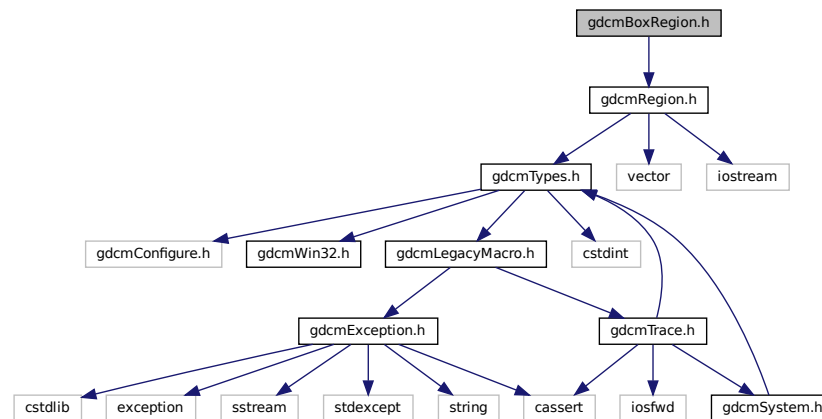 gdcmBoxRegion.h
gdcmRegion.h
gdcmTypes.h
vector
iostream
gdcmConfigure.h
gdcmWin32.h
gdcmLegacyMacro.h
cstdint
gdcmException.h
gdcmTrace.h
cstdlib
exception
sstream
stdexcept
string
cassert
iosfwd
gdcmSystem.h